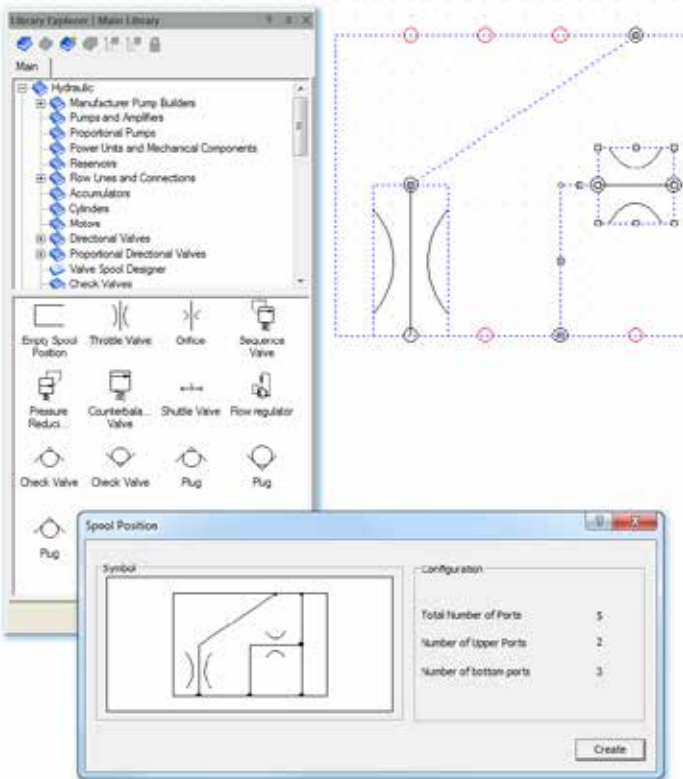 Library Explorer | Main Library
Main
Hydraulic
Manufacturer Pump Builders
Pumps and Amplifiers
Proportional Pumps
Power Units and Mechanical Components
Reservoirs
Flow Lines and Connections
Accumulators
Cylinders
Motors
Directional Valves
Proportional Directional Valves
Valve Spool Designer
Check Valves
Empty Spool Position
Throttle Valve
Orifice
Sequence Valve
Pressure Reduci...
Counterbala... Valve
Shuttle Valve
Flow regulator
Check Valve
Check Valve
Plug
Plug
Plug
Spool Position
Symbol
Configuration
Total Number of Ports 5
Number of Upper Ports 2
Number of bottom ports 3
Create